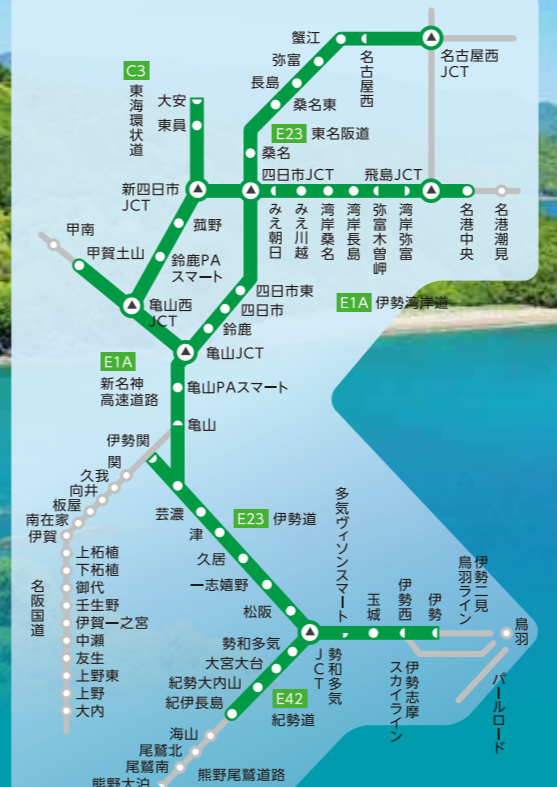 蟹江
弥富
長島
桑名東
名古屋西
名古屋西
JCT
C3
東海環状道
大安
東員
E23 東名阪道
桑名
四日市JCT
飛島JCT
新四日市
JCT
みえ朝日
みえ川越
湾岸桑名
湾岸長島
弥富木曽岬
湾岸弥富
名港中央
名港潮見
甲南
甲賀土山
菰野
鈴鹿PA
スマート
亀山西
JCT
四日市東
四日市
鈴鹿
E1A 伊勢湾岸道
亀山JCT
E1A
新名神
高速道路
亀山PAスマート
亀山
伊勢関
関
久我
向井
板屋
南在家
伊賀
上柘植
下柘植
御代
壬生野
伊賀一之宮
中瀬
友生
上野東
上野
大内
名阪国道
芸濃
E23 伊勢道
津
久居
一志嬉野
松阪
多気ヴィソンスマート
玉城
伊勢西
伊勢
伊勢二見
鳥羽ライン
鳥羽
勢和多気
JCT
勢和多気
大宮大台
紀勢大内山
紀伊長島
E42
紀勢道
伊勢志摩
スカイライン
パールロード
海山
尾鷲北
尾鷲南
熊野大泊
熊野尾鷲道路